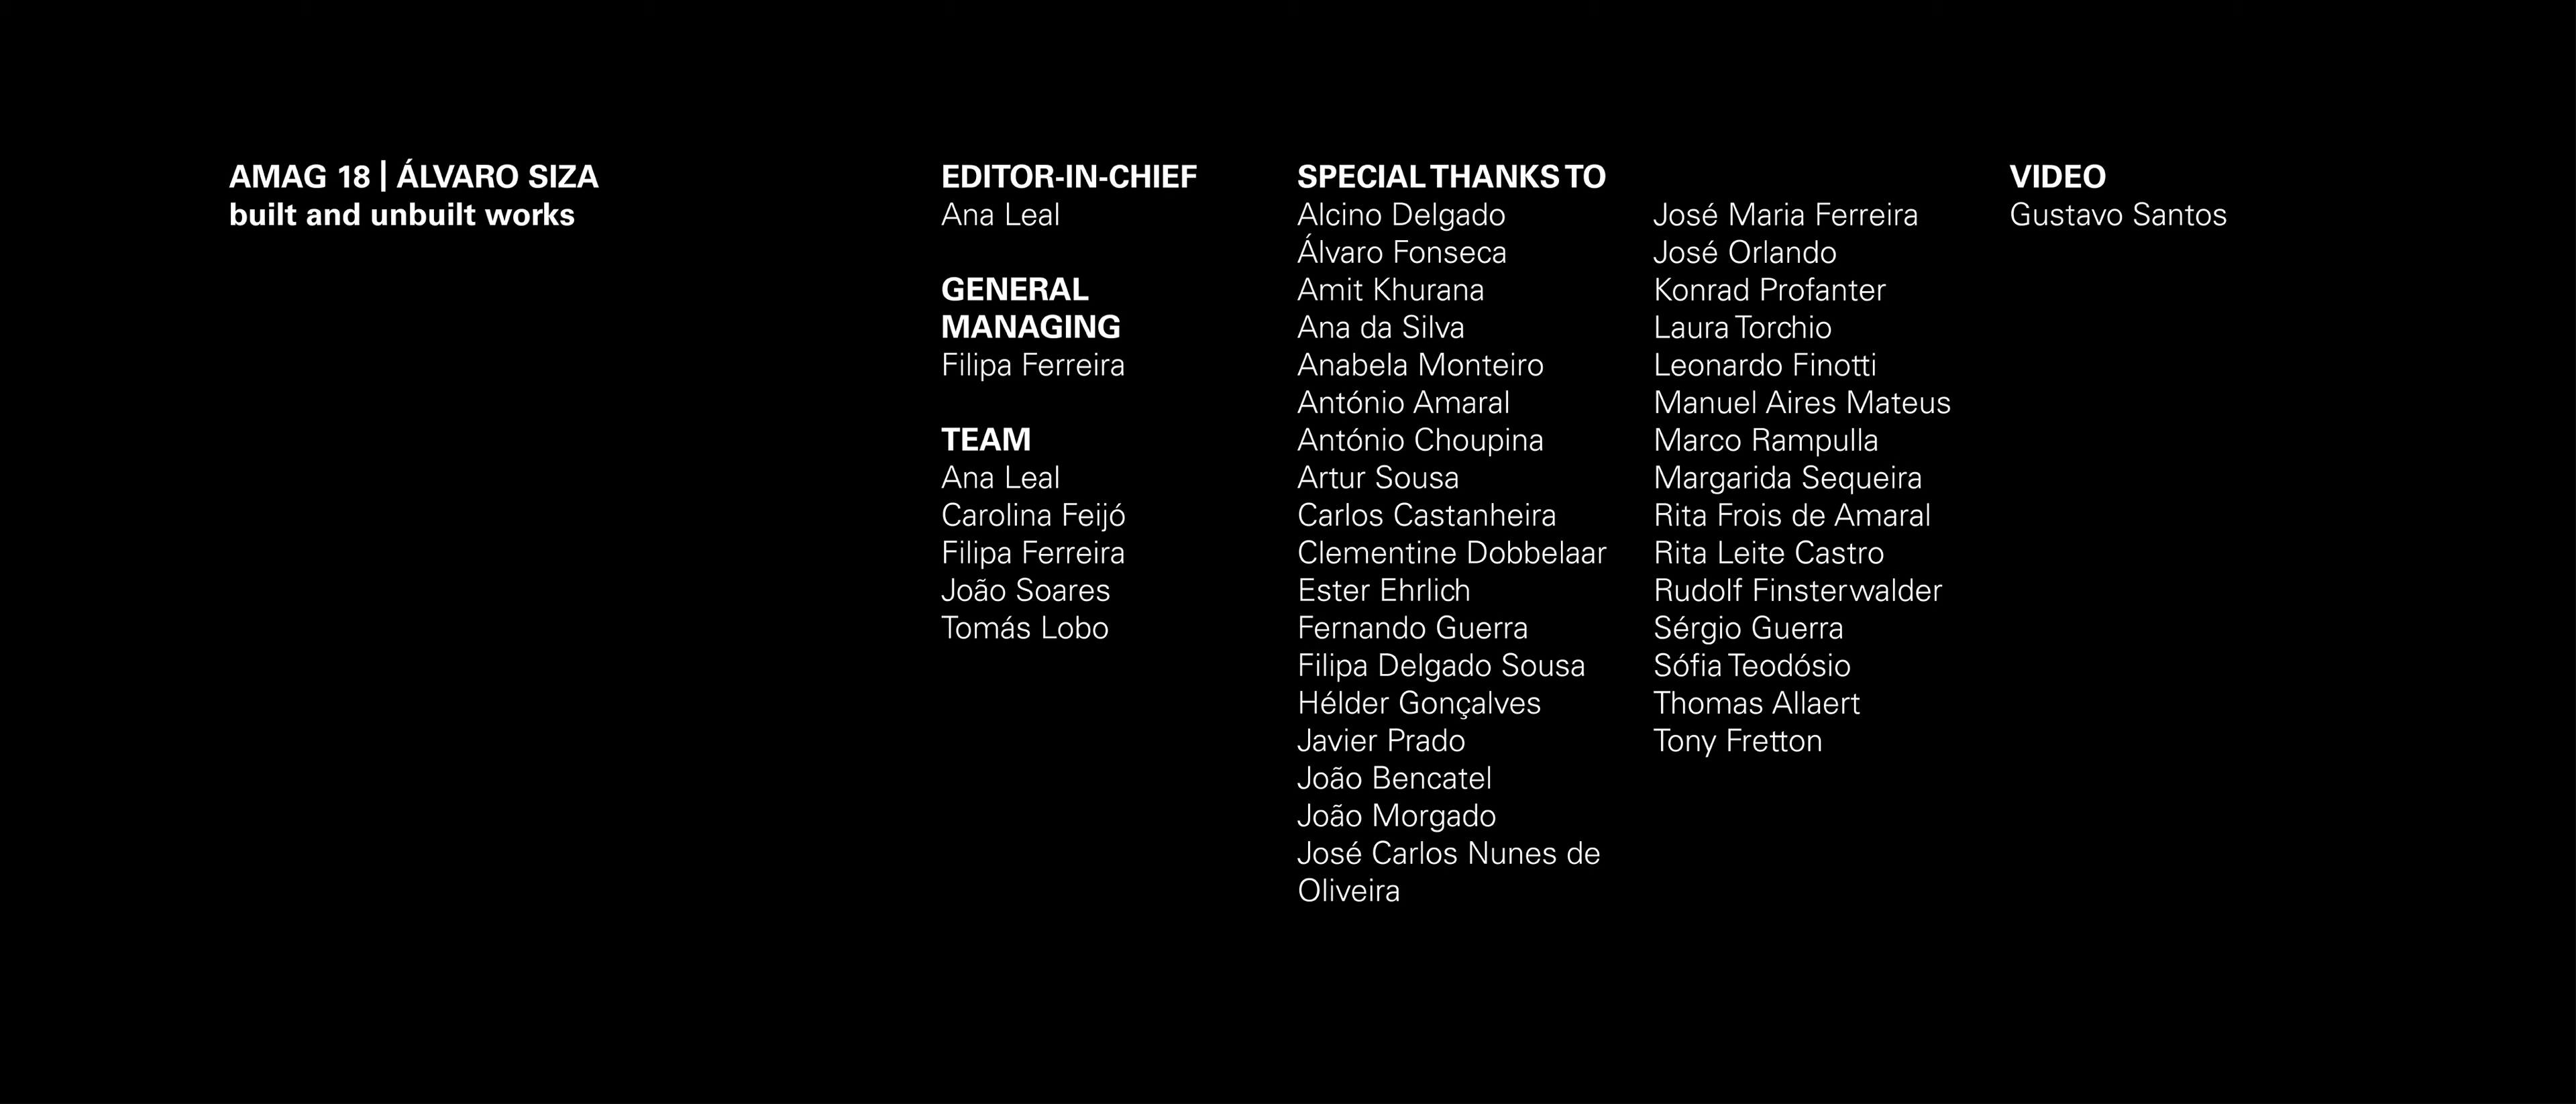 AMAG 18 | ÁLVARO SIZA
built and unbuilt works
EDITOR-IN-CHIEF
Ana Leal
GENERAL
MANAGING
Filipa Ferreira
TEAM
Ana Leal
Carolina Feijó
Filipa Ferreira
João Soares
Tomás Lobo
SPECIAL THANKS TO
Alcino Delgado
Álvaro Fonseca
Amit Khurana
Ana da Silva
Anabela Monteiro
António Amaral
António Choupina
Artur Sousa
Carlos Castanheira
Clementine Dobbelaar
Ester Ehrlich
Fernando Guerra
Filipa Delgado Sousa
Hélder Gonçalves
Javier Prado
João Bencatel
João Morgado
José Carlos Nunes de
Oliveira
José Maria Ferreira
José Orlando
Konrad Profanter
Laura Torchio
Leonardo Finotti
Manuel Aires Mateus
Marco Rampulla
Margarida Sequeira
Rita Frois de Amaral
Rita Leite Castro
Rudolf Finsterwalder
Sérgio Guerra
Sófia Teodósio
Thomas Allaert
Tony Fretton
VIDEO
Gustavo Santos